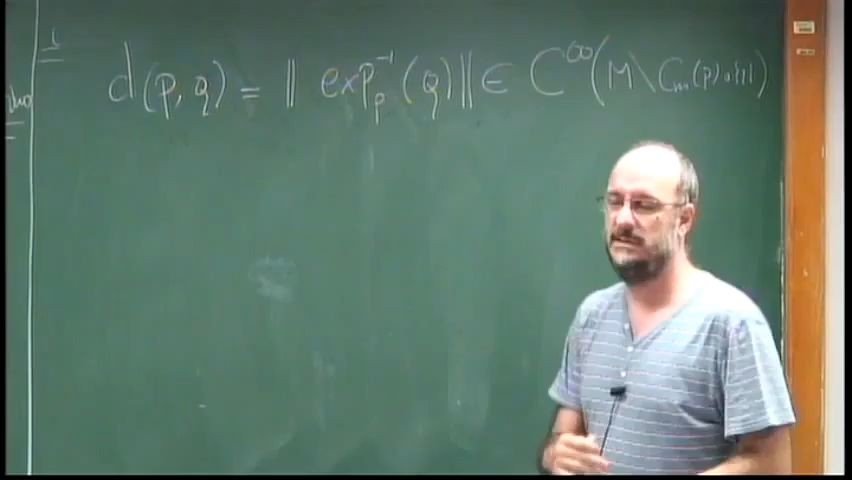 d(p, q) = || exp_p^{-1}(q) || ∈ C^∞(M \ C_m(p) ∪ {p})